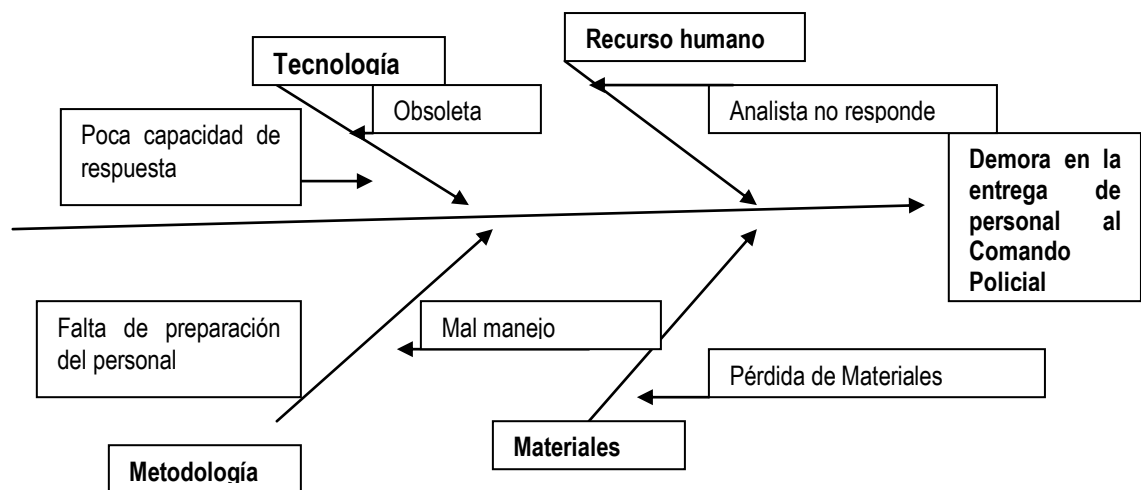 Recurso humano
Tecnología
Obsoleta
Analista no responde
Poca capacidad de
respuesta
Demora en la
entrega de
personal al
Comando
Policial
Falta de preparación
del personal
Mal manejo
Pérdida de Materiales
Materiales
Metodología